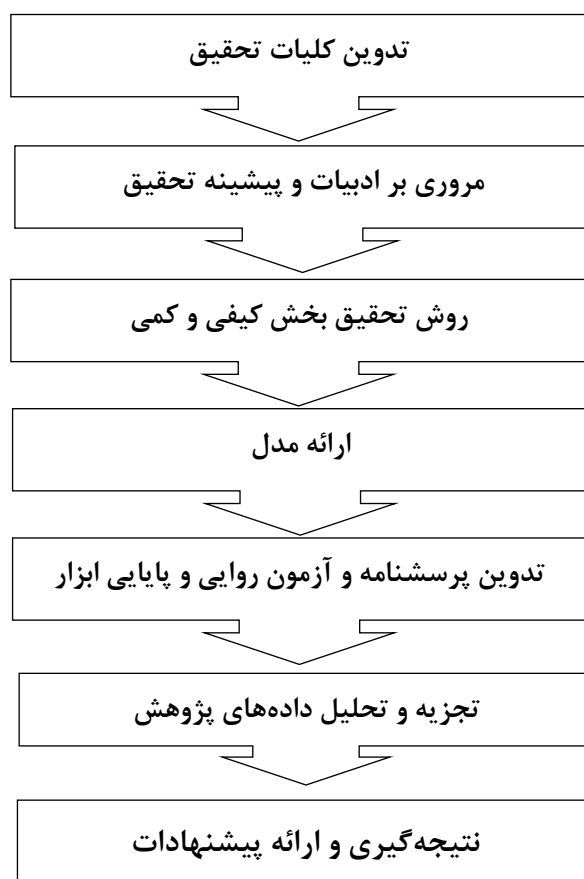 تدوین کلیات تحقیق
مروری بر ادبیات و پیشینه تحقیق
روش تحقیق بخش کیفی و کمی
ارائه مدل
تدوین پرسشنامه و آزمون روایی و پایایی ابزار
تجزیه و تحلیل داده‌های پژوهش
نتیجه‌گیری و ارائه پیشنهادات